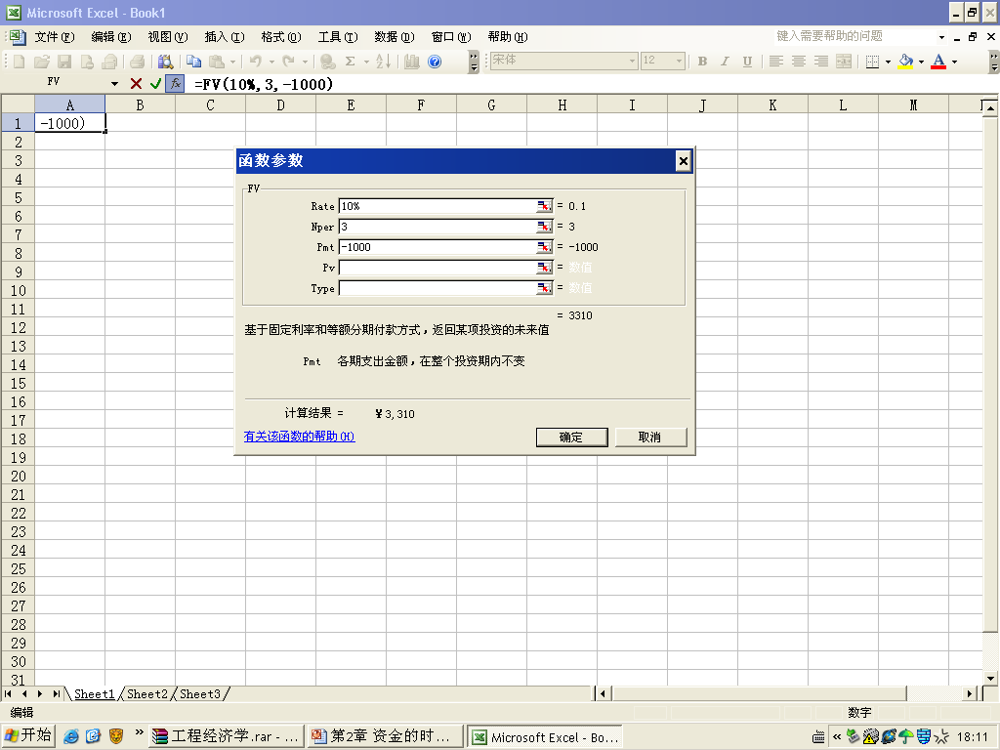 Microsoft Excel - Book1
文件(F) 编辑(E) 视图(V) 插入(I) 格式(O) 工具(T) 数据(D) 窗口(W) 帮助(H) 键入需要帮助的问题
宋体 12 B I U A
FV =FV(10%,3,-1000)
A B C D E F G H I J K L M
1 -1000)
2
3
4
5
6
7
8
9
10
11
12
13
14
15
16
17
18
19
20
21
22
23
24
25
26
27
28
29
30
31
函数参数
FV
Rate 10% = 0.1
Nper 3 = 3
Pmt -1000 = -1000
Pv = 数值
Type = 数值
= 3310
基于固定利率和等额分期付款方式，返回某项投资的未来值
Pmt 各期支出金额，在整个投资期内不变
计算结果 = ¥3,310
有关该函数的帮助(H) 确定 取消
Sheet1 Sheet2 Sheet3
编辑 数字
开始 » 工程经济学.rar - ... 第2章 资金的时... Microsoft Excel - Bo... « 18:11